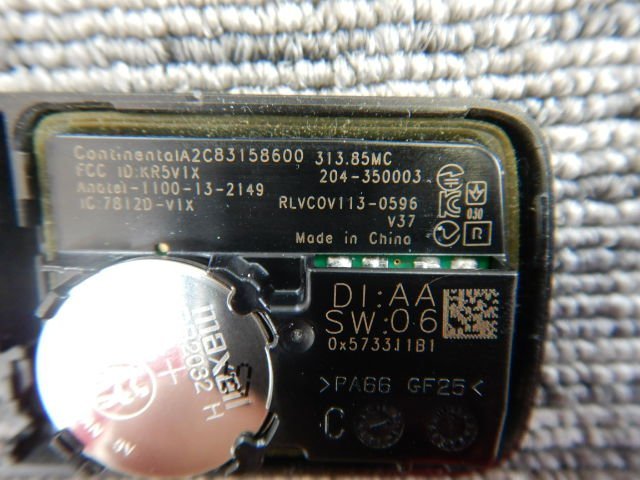 ContinentalA2C83158600 313.85MC
FCC ID:KR5V1X 204-350003
Anatel-1100-13-2149
IC:7812D-V1X RLVCOV113-0596
V37
Made in China
R
DI:AA
SW:06
0x573311B1
>PA66 GF25<
C
maxell
+